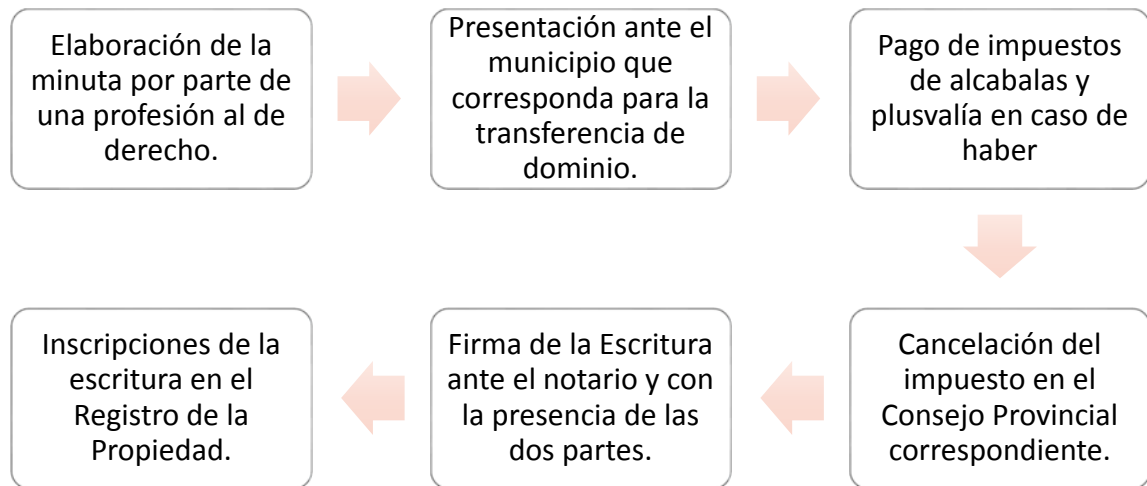 Elaboración de la
minuta por parte de
una profesión al de
derecho.
Presentación ante el
municipio que
corresponda para la
transferencia de
dominio.
Pago de impuestos
de alcabalas y
plusvalía en caso de
haber
Cancelación del
impuesto en el
Consejo Provincial
correspondiente.
Firma de la Escritura
ante el notario y con
la presencia de las
dos partes.
Inscripciones de la
escritura en el
Registro de la
Propiedad.